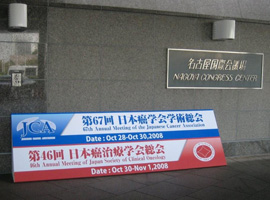 名古屋国際会議場
NAGOYA CONGRESS CENTER
JCA
第67回 日本癌学会学術総会
67th Annual Meeting of the Japanese Cancer Association
Date : Oct 28-Oct 30, 2008
第46回 日本癌治療学会総会
46th Annual Meeting of Japan Society of Clinical Oncology
Date : Oct 30-Nov 1, 2008